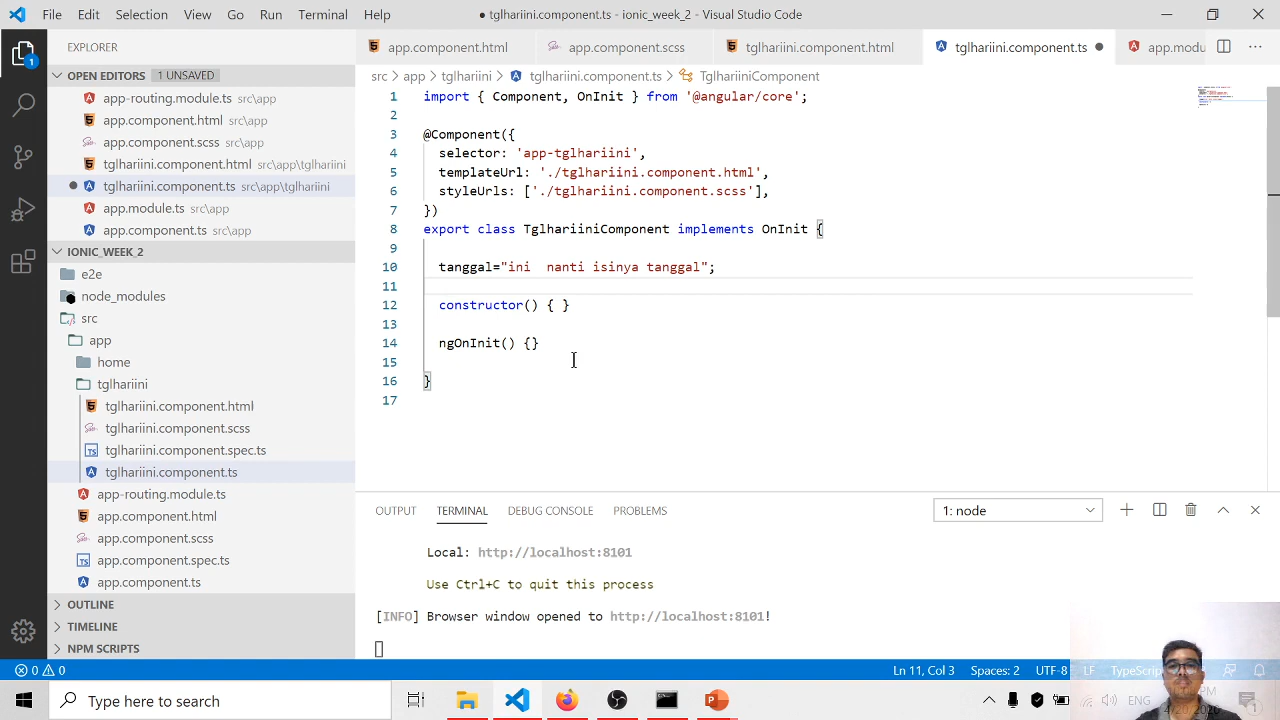 File Edit Selection View Go Run Terminal Help ● tglhariini.component.ts - ionic_week_2 - Visual Studio Code
EXPLORER
app.component.html app.component.scss tglhariini.component.html tglhariini.component.ts ● app.modu
OPEN EDITORS 1 UNSAVED
app-routing.module.ts src\app
app.component.html src\app
app.component.scss src\app
tglhariini.component.html src\app\tglhariini
● tglhariini.component.ts src\app\tglhariini
app.module.ts src\app
app.component.ts src\app
IONIC_WEEK_2
e2e
node_modules
src
app
home
tglhariini
tglhariini.component.html
tglhariini.component.scss
tglhariini.component.spec.ts
tglhariini.component.ts
app-routing.module.ts
app.component.html
app.component.scss
app.component.spec.ts
app.component.ts
OUTLINE
TIMELINE
NPM SCRIPTS
1
src > app > tglhariini > tglhariini.component.ts > TglhariiniComponent
1 import { Component, OnInit } from '@angular/core';
2
3 @Component({
4 selector: 'app-tglhariini',
5 templateUrl: './tglhariini.component.html',
6 styleUrls: ['./tglhariini.component.scss'],
7 })
8 export class TglhariiniComponent implements OnInit {
9
10 tanggal="ini  nanti isinya tanggal";
11
12 constructor() { }
13
14 ngOnInit() {}
15
16 }
17
OUTPUT TERMINAL DEBUG CONSOLE PROBLEMS 1: node
Local: http://localhost:8101
Use Ctrl+C to quit this process
[INFO] Browser window opened to http://localhost:8101!
0 0 Ln 11, Col 3 Spaces: 2 UTF-8 LF TypeScrip
Type here to search ENG